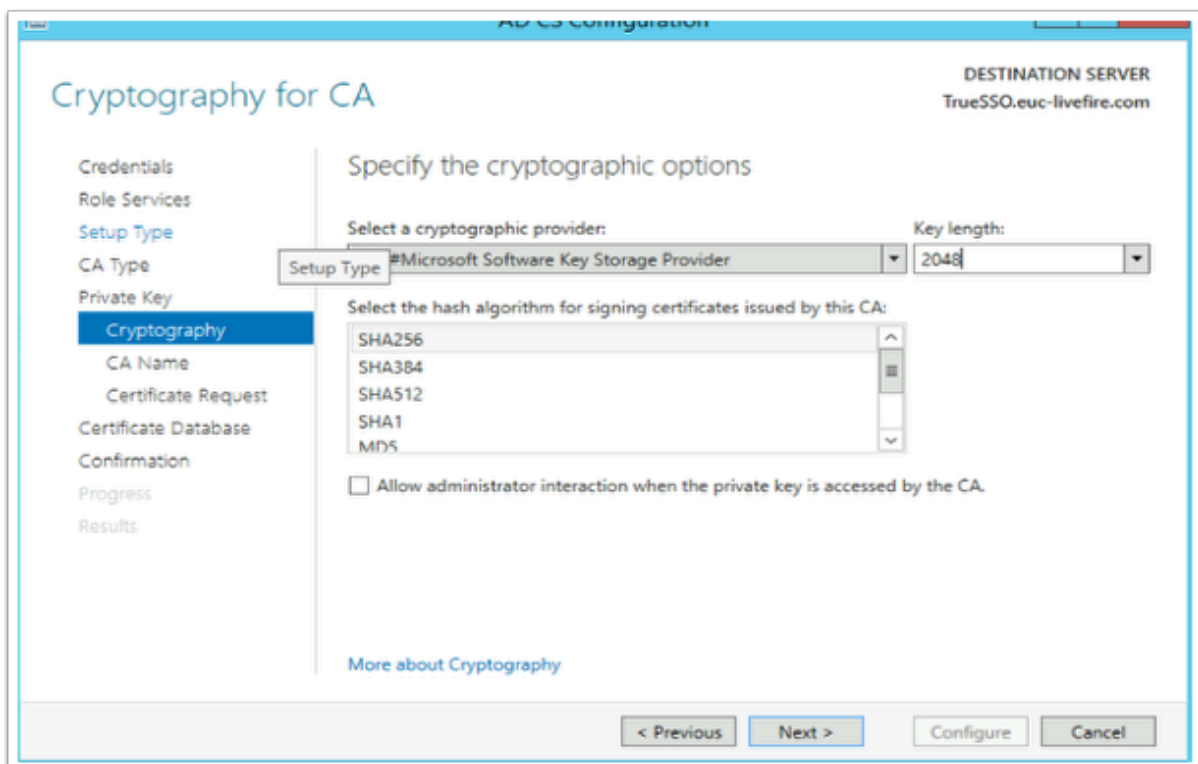 AD CS Configuration
DESTINATION SERVER
TrueSSO.euc-livefire.com
Cryptography for CA
Credentials
Role Services
Setup Type
CA Type
Private Key
Cryptography
CA Name
Certificate Request
Certificate Database
Confirmation
Progress
Results
Specify the cryptographic options
Select a cryptographic provider:
Key length:
#Microsoft Software Key Storage Provider
2048
Setup Type
Select the hash algorithm for signing certificates issued by this CA:
SHA256
SHA384
SHA512
SHA1
MD5
Allow administrator interaction when the private key is accessed by the CA.
More about Cryptography
< Previous
Next >
Configure
Cancel